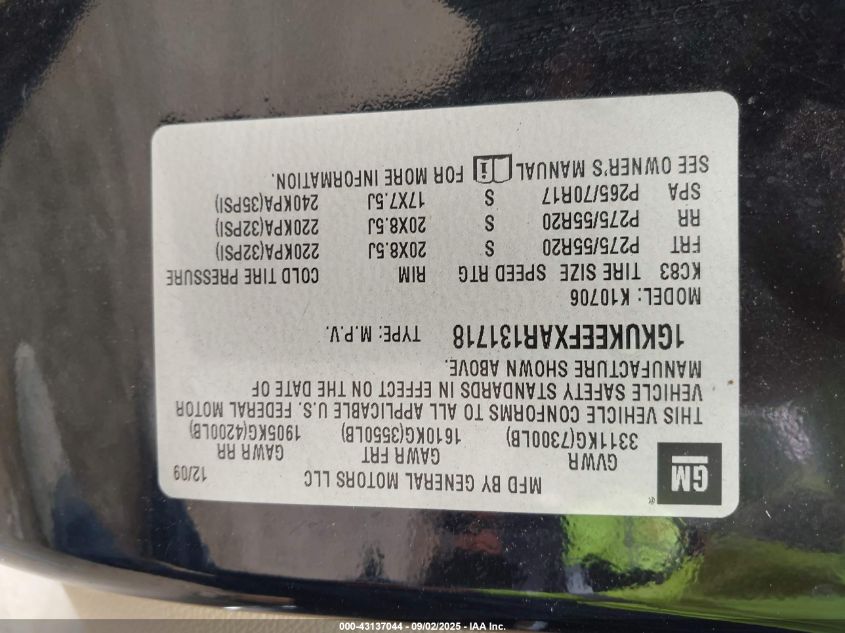 MFD BY GENERAL MOTORS LLC 12/09
GM
GVWR GAWR FRT GAWR RR
3311KG(7300LB) 1610KG(3550LB) 1905KG(4200LB)
THIS VEHICLE CONFORMS TO ALL APPLICABLE U.S. FEDERAL MOTOR
VEHICLE SAFETY STANDARDS IN EFFECT ON THE DATE OF
MANUFACTURE SHOWN ABOVE.
1GKUKEEFXAR131718 TYPE: M.P.V.
MODEL: K10706
KC83 TIRE SIZE SPEED RTG RIM COLD TIRE PRESSURE
FRT P275/55R20 S 20X8.5J 220KPA(32PSI)
RR P275/55R20 S 20X8.5J 220KPA(32PSI)
SPA P265/70R17 S 17X7.5J 240KPA(35PSI)
SEE OWNER'S MANUAL i FOR MORE INFORMATION.
000-43137044 - 09/02/2025 - IAA Inc.